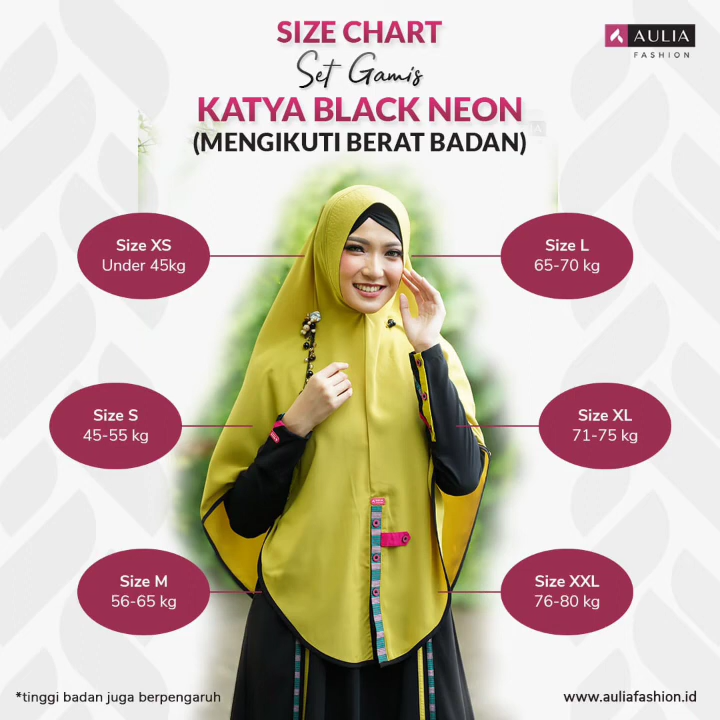 SIZE CHART
Set Gamis
KATYA BLACK NEON
(MENGIKUTI BERAT BADAN)
AULIA
FASHION
Size XS
Under 45kg
Size L
65-70 kg
Size S
45-55 kg
Size XL
71-75 kg
Size M
56-65 kg
Size XXL
76-80 kg
*tinggi badan juga berpengaruh
www.auliafashion.id